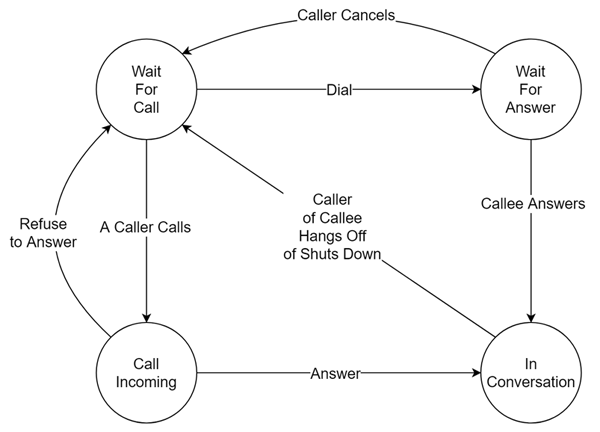 Caller Cancels
Wait
For
Call
Dial
Wait
For
Answer
Refuse
to Answer
A Caller Calls
Caller
of Callee
Hangs Off
of Shuts Down
Callee Answers
Call
Incoming
Answer
In
Conversation